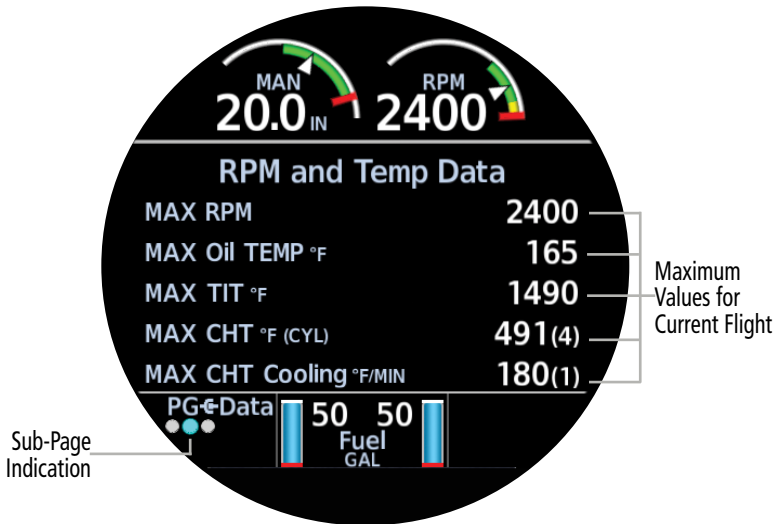 MAN
20.0 IN
RPM
2400
RPM and Temp Data
MAX RPM 2400
MAX Oil TEMP °F 165
MAX TIT °F 1490
MAX CHT °F (CYL) 491(4)
MAX CHT Cooling °F/MIN 180(1)
Maximum
Values for
Current Flight
PG Data
50 50
Fuel
GAL
Sub-Page
Indication